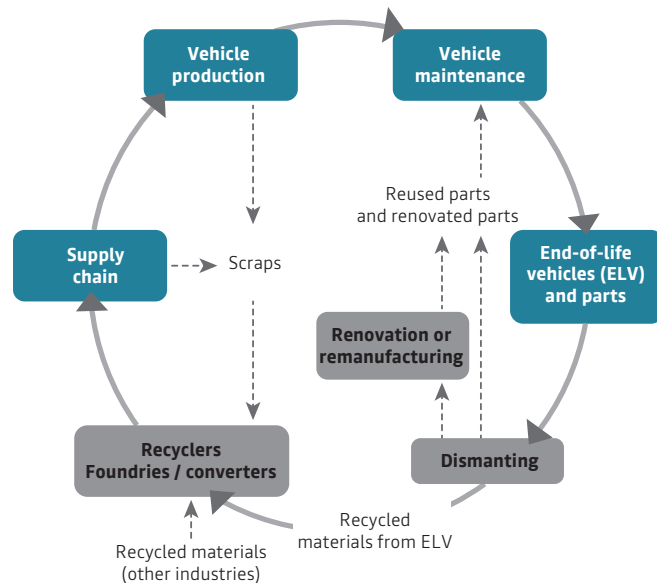 Vehicle
production
Vehicle
maintenance
Reused parts
and renovated parts
Supply
chain
Scraps
End-of-life
vehicles (ELV)
and parts
Renovation or
remanufacturing
Recyclers
Foundries / converters
Dismanting
Recycled
materials from ELV
Recycled materials
(other industries)